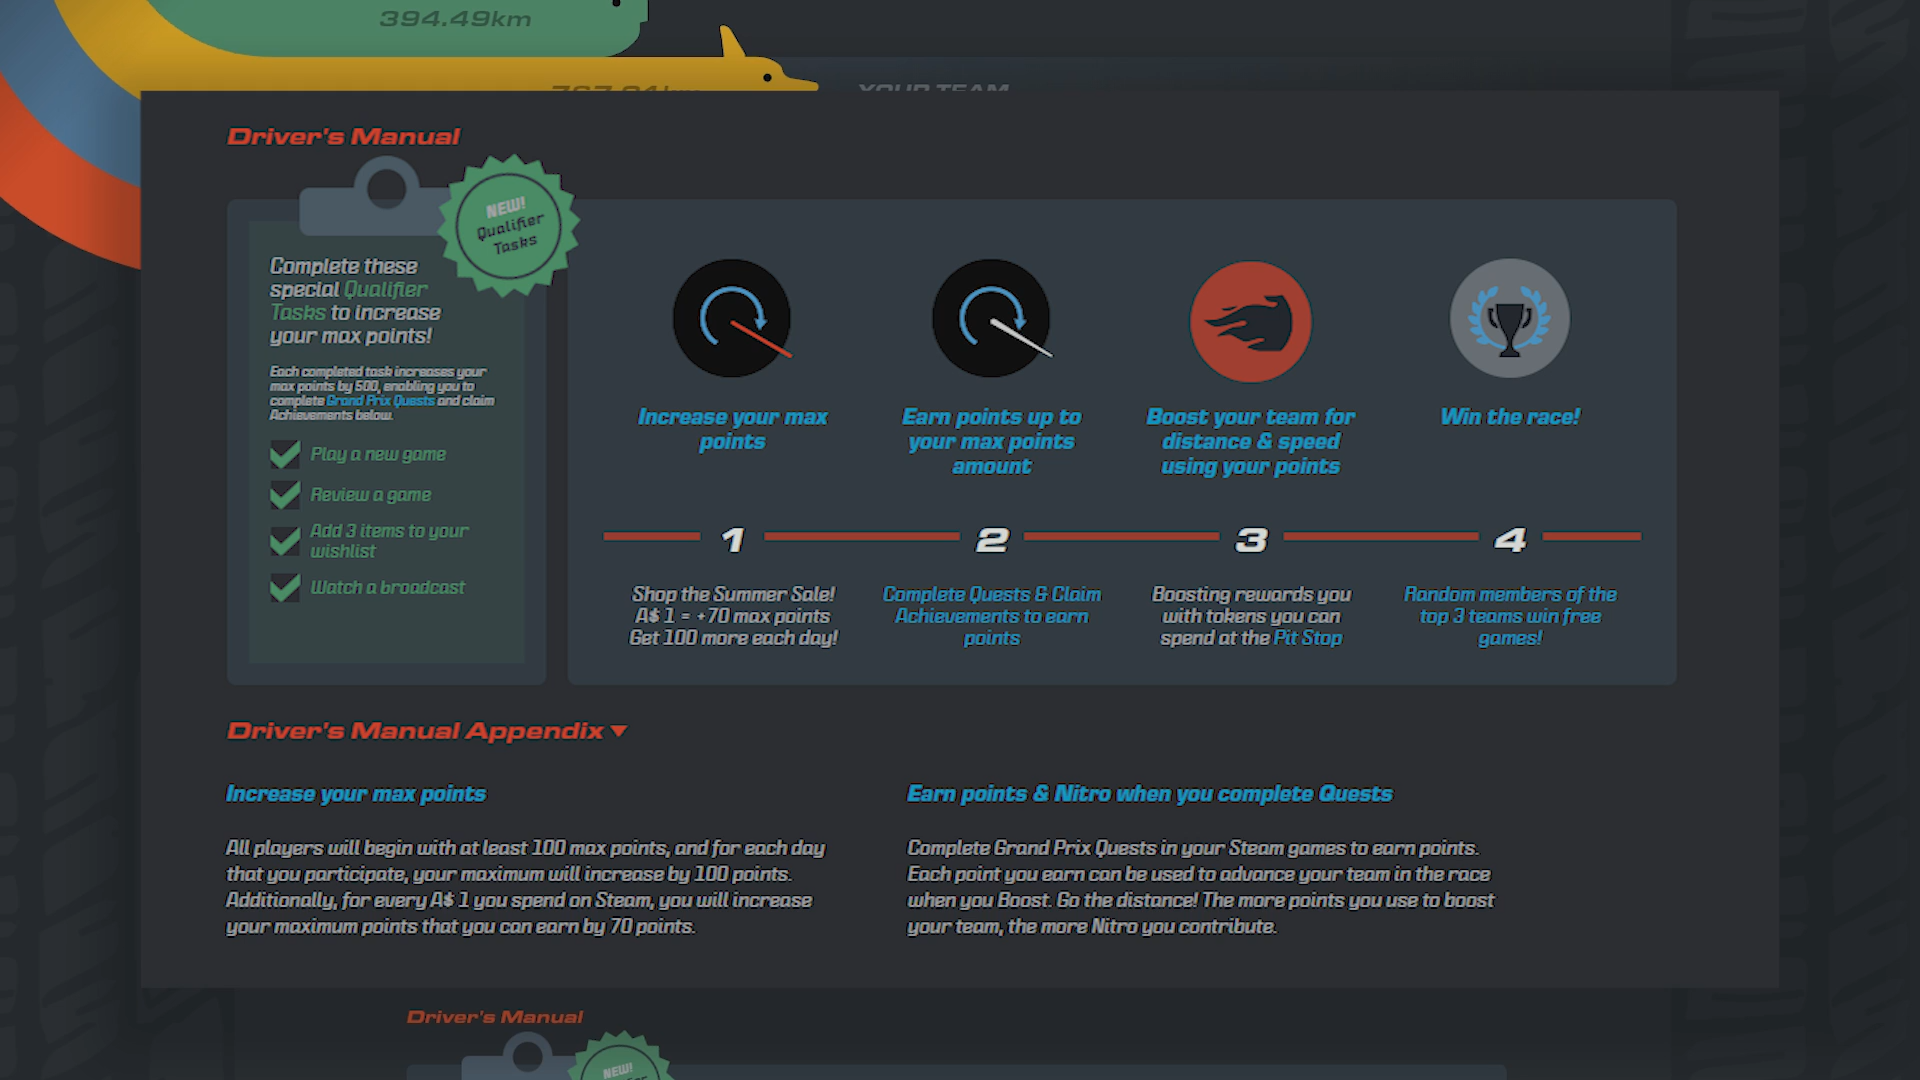 394.49km
YOUR TEAM
Driver's Manual
NEW!
Qualifier
Tasks
Complete these
special Qualifier
Tasks to increase
your max points!
Each completed task increases your
max points by 500, enabling you to
complete Grand Prix Quests and claim
Achievements below.
Play a new game
Review a game
Add 3 items to your
wishlist
Watch a broadcast
Increase your max
points
Earn points up to
your max points
amount
Boost your team for
distance & speed
using your points
Win the race!
1
2
3
4
Shop the Summer Sale!
A$ 1 = +70 max points
Get 100 more each day!
Complete Quests & Claim
Achievements to earn
points
Boosting rewards you
with tokens you can
spend at the Pit Stop
Random members of the
top 3 teams win free
games!
Driver's Manual Appendix
Increase your max points
All players will begin with at least 100 max points, and for each day
that you participate, your maximum will increase by 100 points.
Additionally, for every A$ 1 you spend on Steam, you will increase
your maximum points that you can earn by 70 points.
Earn points & Nitro when you complete Quests
Complete Grand Prix Quests in your Steam games to earn points.
Each point you earn can be used to advance your team in the race
when you Boost. Go the distance! The more points you use to boost
your team, the more Nitro you contribute.
Driver's Manual
NEW!